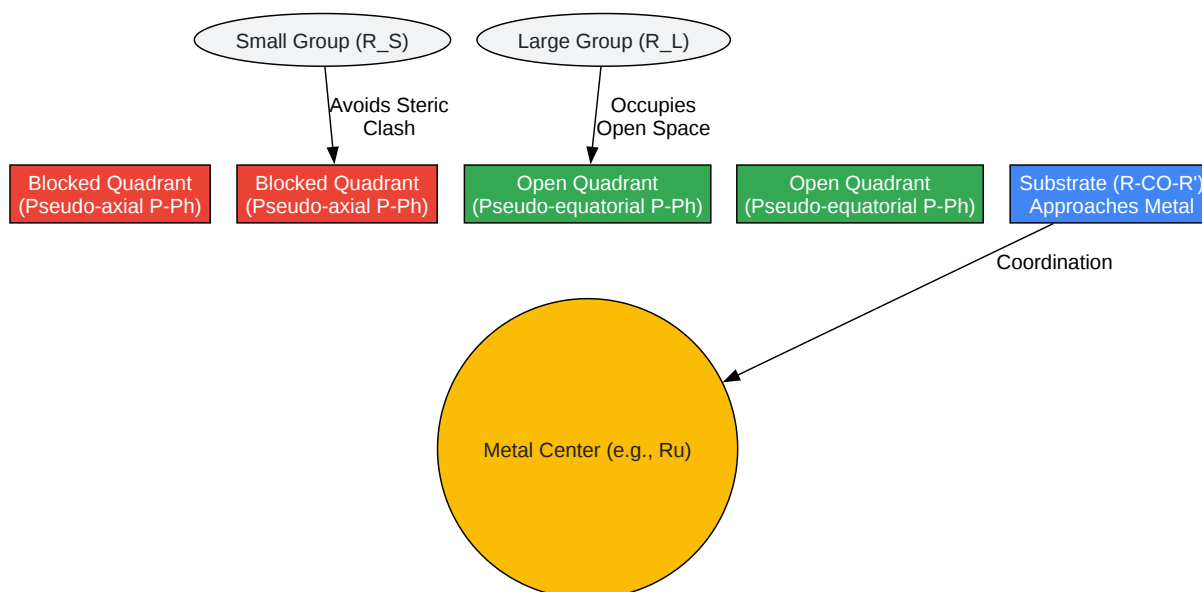 Small Group (R_S)
Large Group (R_L)
Avoids Steric
Clash
Occupies
Open Space
Blocked Quadrant
(Pseudo-axial P-Ph)
Blocked Quadrant
(Pseudo-axial P-Ph)
Open Quadrant
(Pseudo-equatorial P-Ph)
Open Quadrant
(Pseudo-equatorial P-Ph)
Substrate (R-CO-R')
Approaches Metal
Coordination
Metal Center (e.g., Ru)